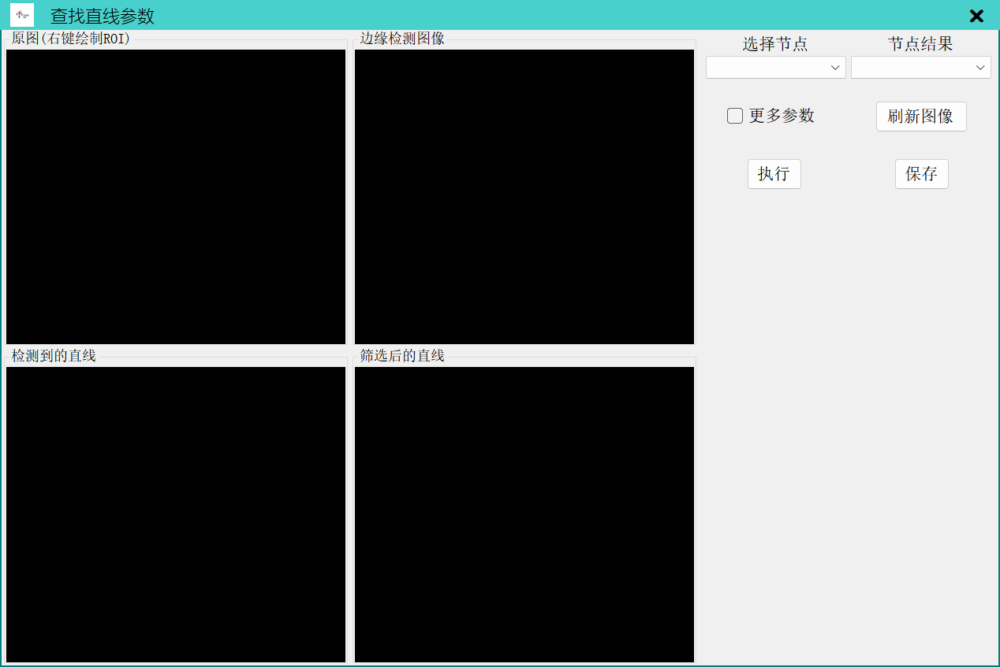 查找直线参数
原图(右键绘制ROI)
边缘检测图像
选择节点
节点结果
更多参数
刷新图像
执行
保存
检测到的直线
筛选后的直线